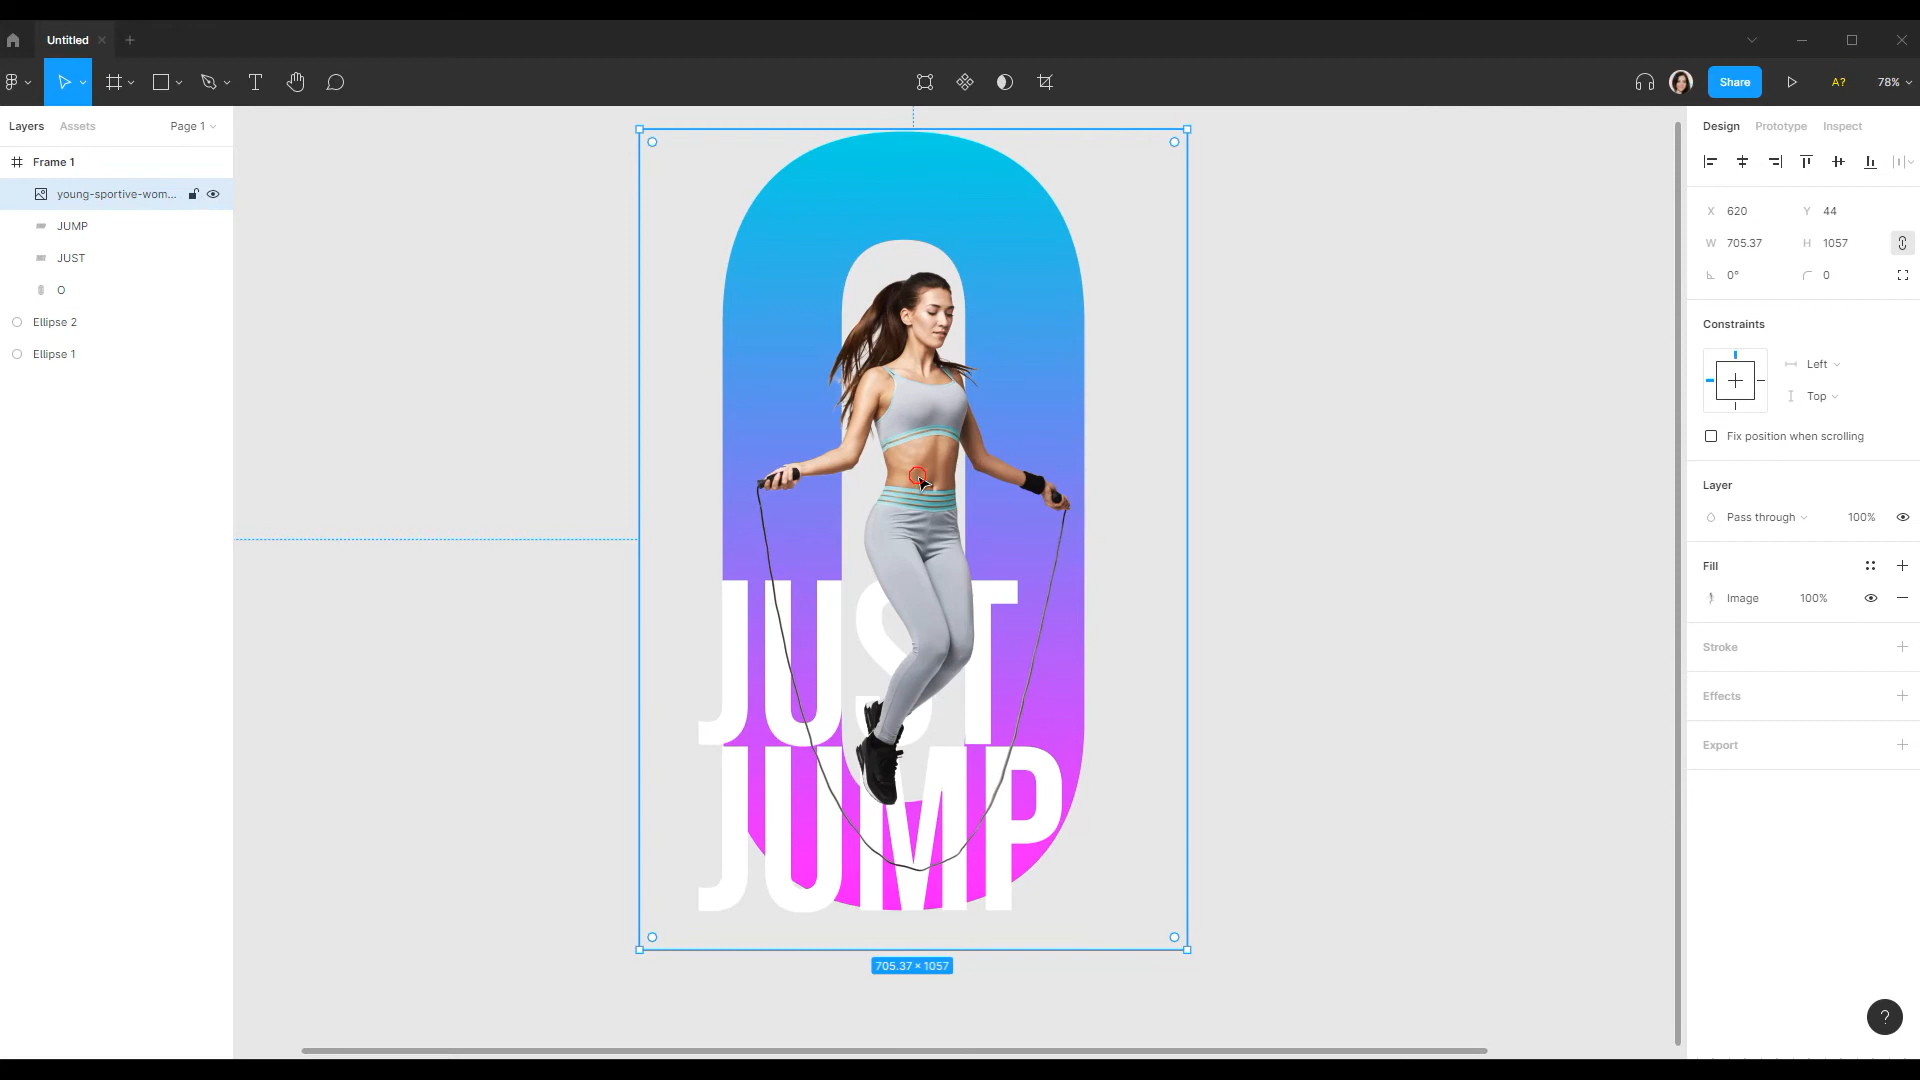 Untitled
Share
A?
78%
Layers
Assets
Page 1
Frame 1
young-sportive-wom...
JUMP
JUST
O
Ellipse 2
Ellipse 1
JUST
JUMP
705.37 × 1057
Design
Prototype
Inspect
X 620
Y 44
W 705.37
H 1057
0°
0
Constraints
Left
Top
Fix position when scrolling
Layer
Pass through
100%
Fill
Image
100%
Stroke
Effects
Export
?